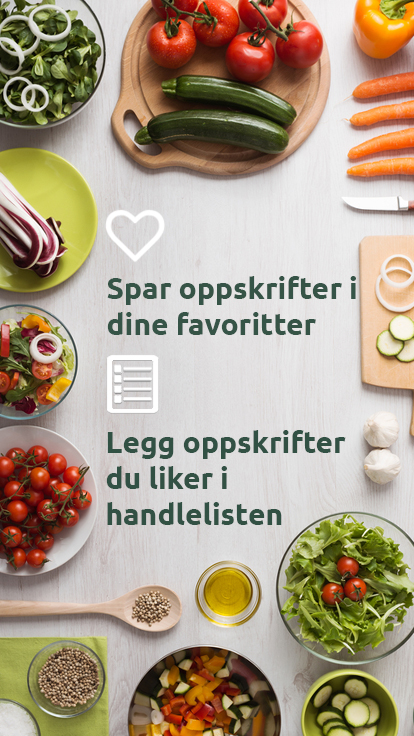 Spar oppskrifter i
dine favoritter
Legg oppskrifter
du liker i
handlelisten